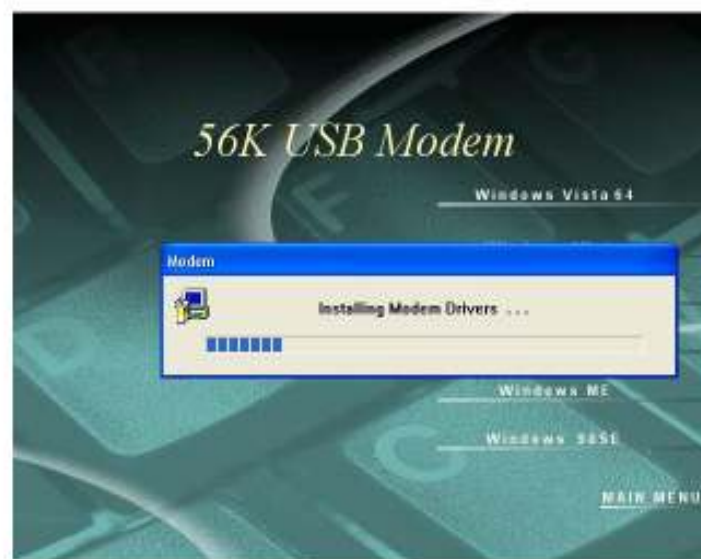 56K USB Modem
Windows Vista 64
Modem
Installing Modem Drivers ...
Windows ME
Windows 98SE
MAIN MENU